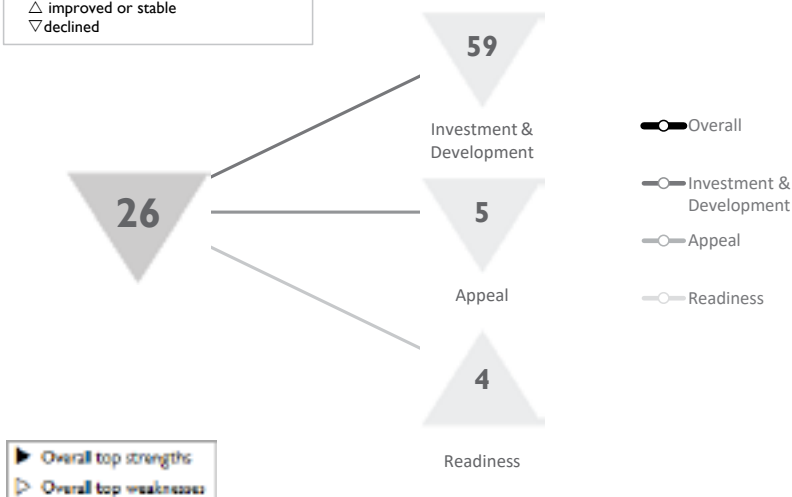 △ improved or stable
▽ declined
59
Investment &
Development
26
5
Appeal
4
Readiness
Overall
Investment &
Development
Appeal
Readiness
▶ Overall top strengths
▷ Overall top weaknesses